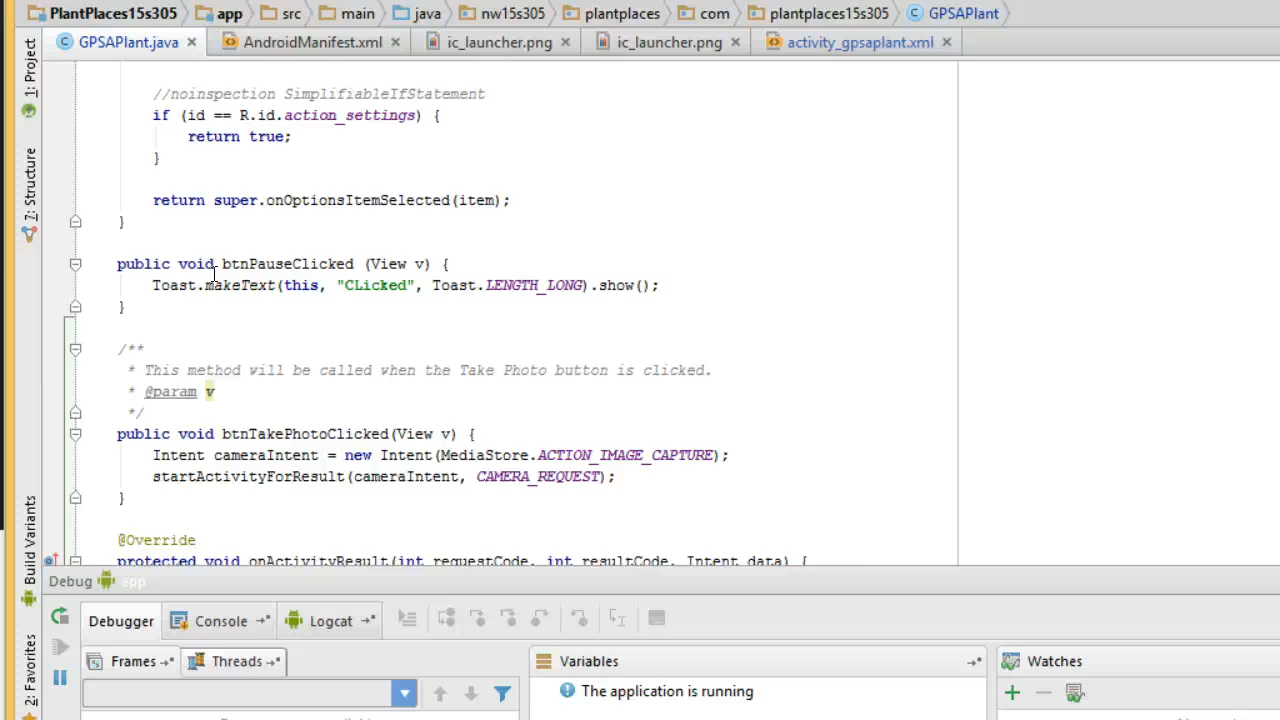 PlantPlaces15s305 app src main java nw15s305 plantplaces com plantplaces15s305 GPSAPlant
GPSAPlant.java AndroidManifest.xml ic_launcher.png ic_launcher.png activity_gpsaplant.xml
1: Project
7: Structure
Build Variants
2: Favorites
//noinspection SimplifiableIfStatement
if (id == R.id.action_settings) {
return true;
}
return super.onOptionsItemSelected(item);
}
public void btnPauseClicked (View v) {
Toast.makeText(this, "CLicked", Toast.LENGTH_LONG).show();
}
/**
* This method will be called when the Take Photo button is clicked.
* @param v
*/
public void btnTakePhotoClicked(View v) {
Intent cameraIntent = new Intent(MediaStore.ACTION_IMAGE_CAPTURE);
startActivityForResult(cameraIntent, CAMERA_REQUEST);
}
@Override
protected void onActivityResult(int requestCode, int resultCode, Intent data) {
Debug app
Debugger Console Logcat
Frames Threads Variables Watches
The application is running